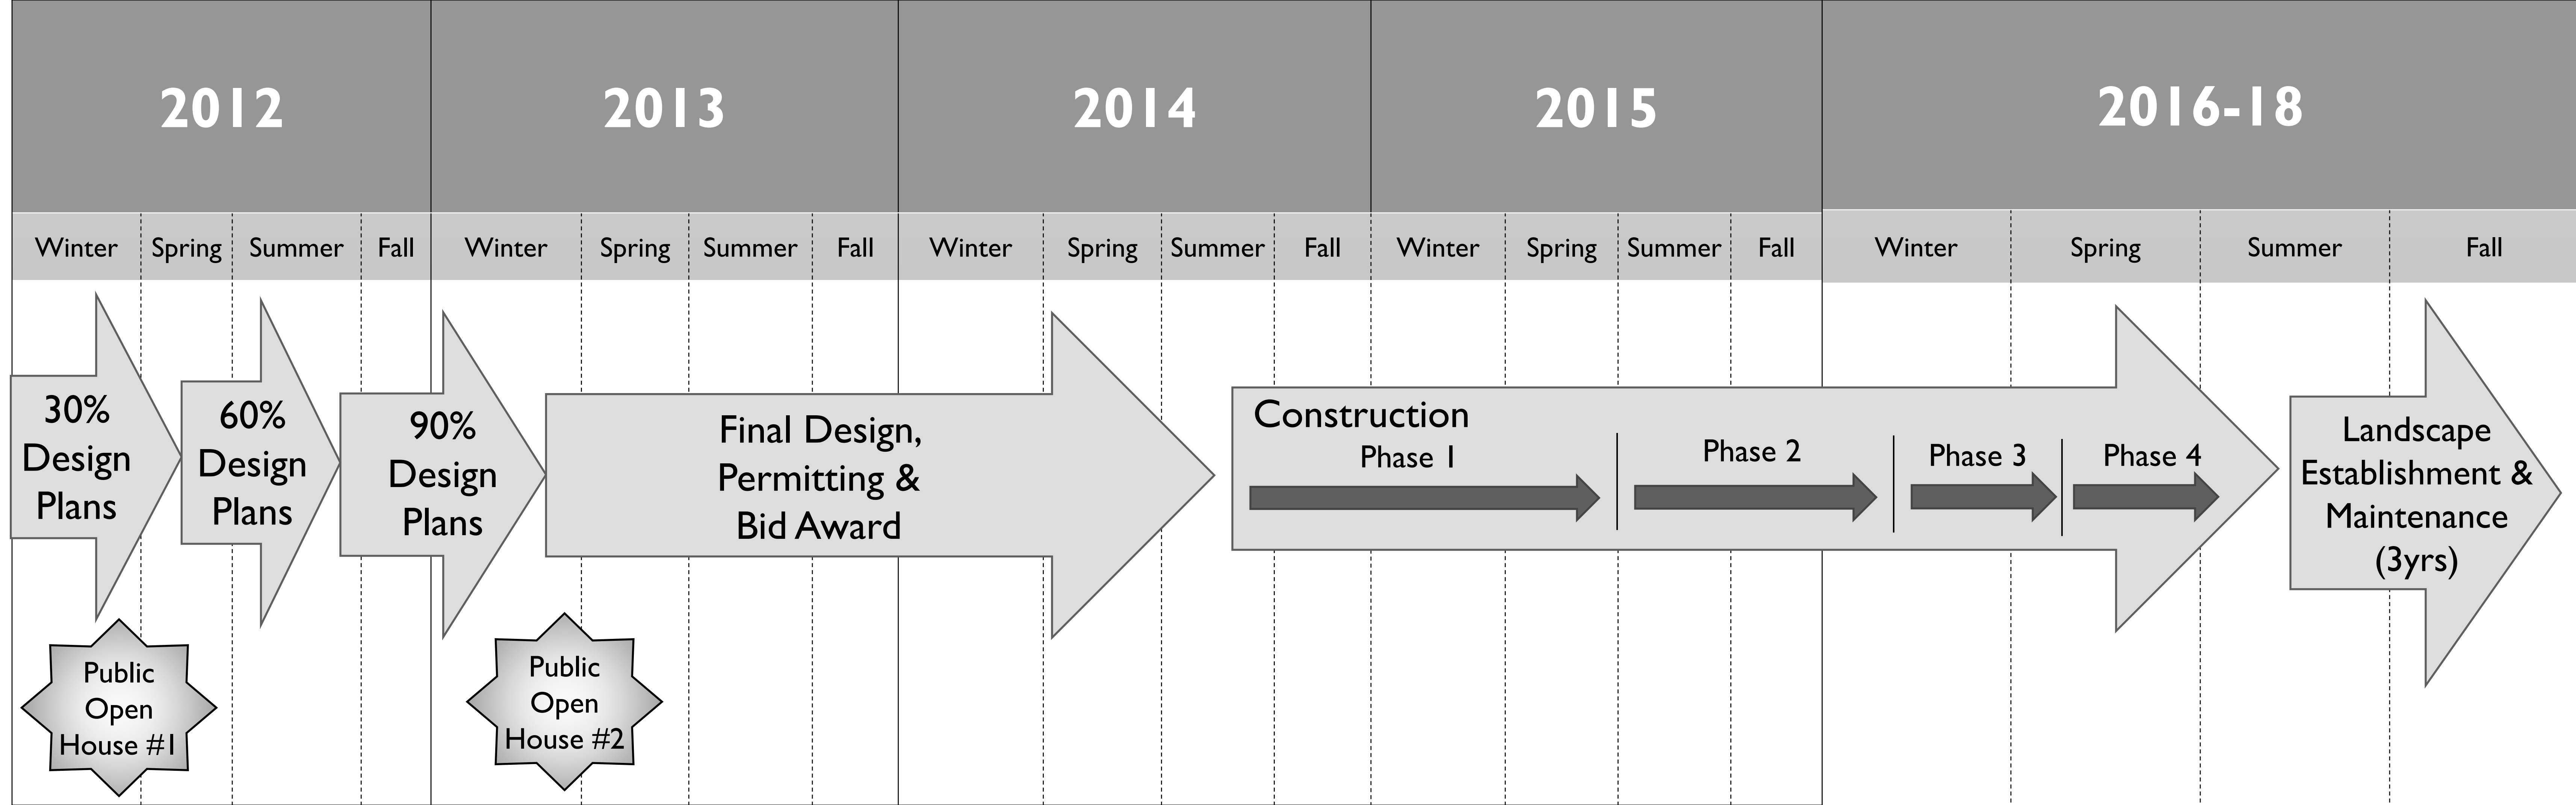 2012 2013 2014 2015 2016-18
Winter Spring Summer Fall Winter Spring Summer Fall Winter Spring Summer Fall Winter Spring Summer Fall Winter Spring Summer Fall
30%
Design
Plans
60%
Design
Plans
90%
Design
Plans
Final Design,
Permitting &
Bid Award
Construction
Phase 1
Phase 2
Phase 3
Phase 4
Landscape
Establishment &
Maintenance
(3yrs)
Public
Open
House #1
Public
Open
House #2